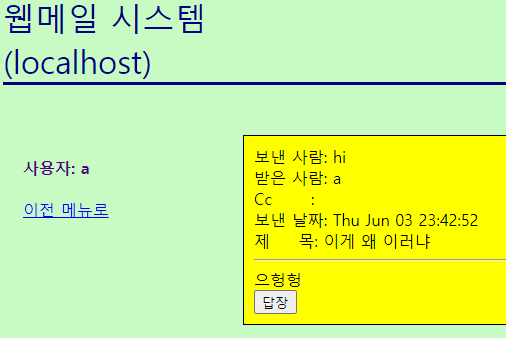 웹메일 시스템
(localhost)
사용자: a
이전 메뉴로
보낸 사람: hi
받은 사람: a
Cc :
보낸 날짜: Thu Jun 03 23:42:52
제 목: 이게 왜 이러냐
으헝헝
답장